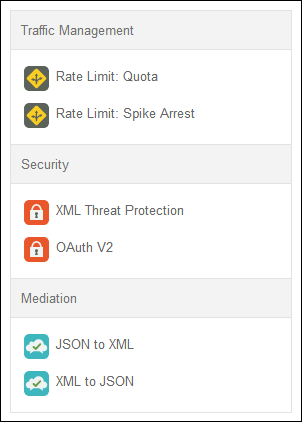 Traffic Management
Rate Limit: Quota
Rate Limit: Spike Arrest
Security
XML Threat Protection
OAuth V2
Mediation
JSON to XML
XML to JSON